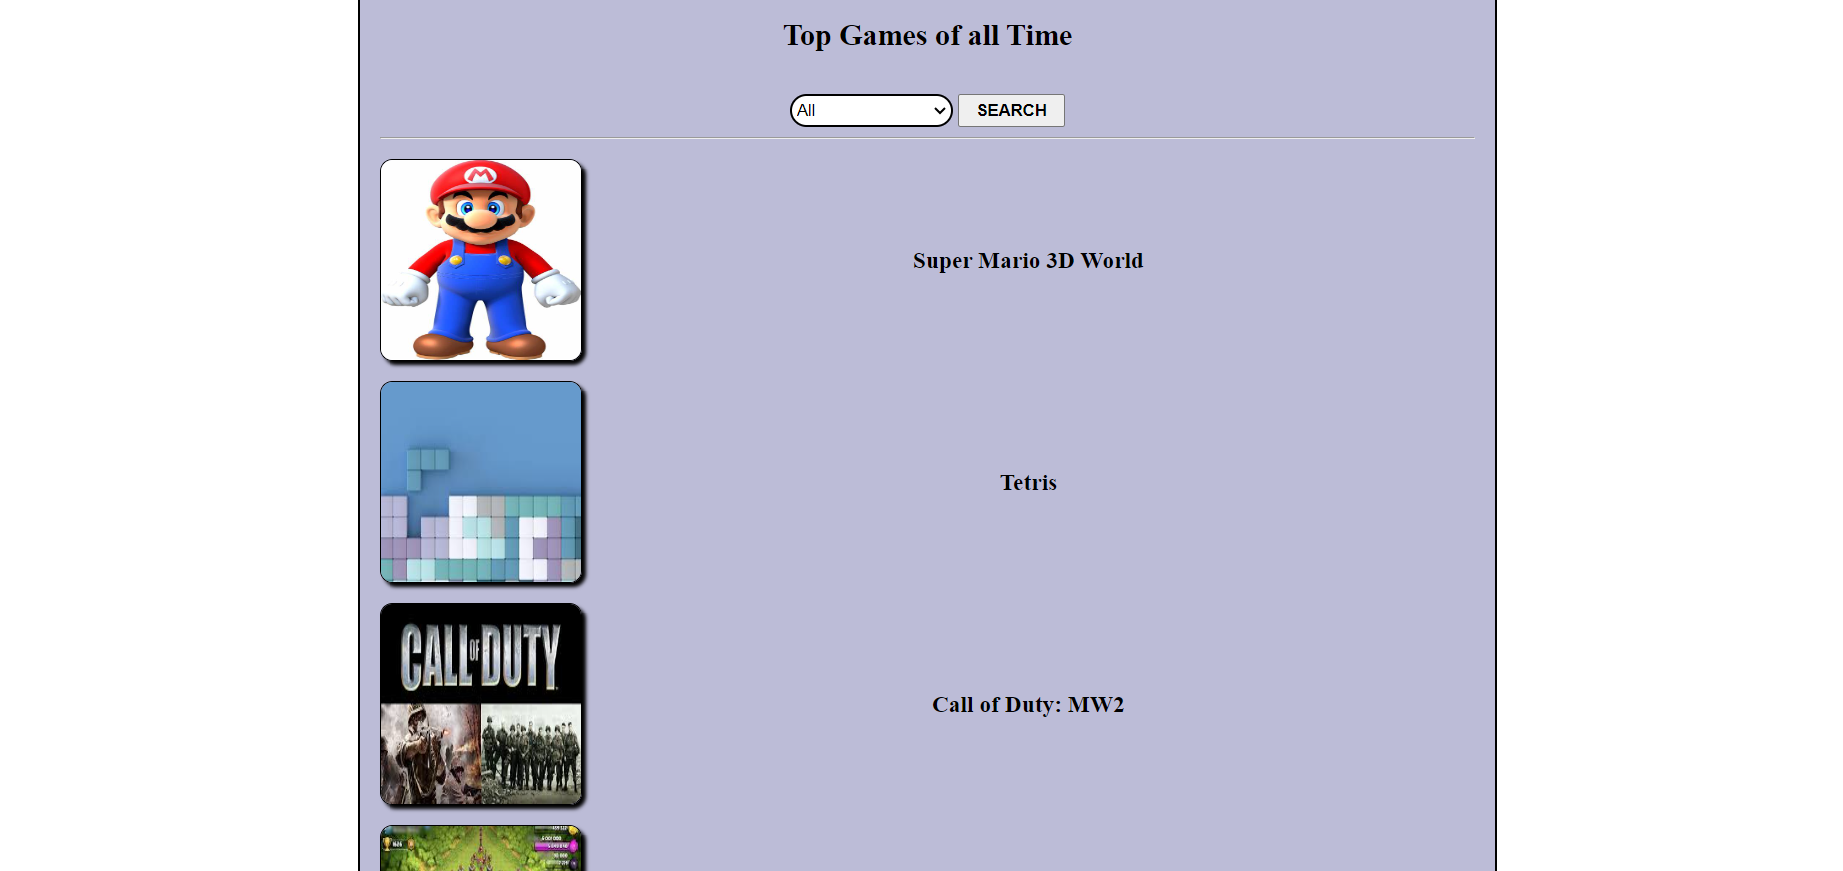 Top Games of all Time
All
SEARCH
M
Super Mario 3D World
Tetris
CALL OF DUTY
Call of Duty: MW2